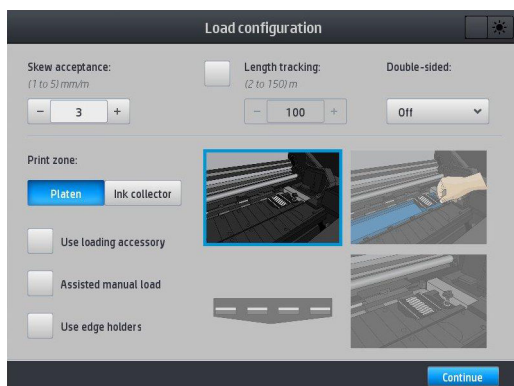 Load configuration
Skew acceptance:
(1 to 5) mm/m
- 3 +
Length tracking:
(2 to 150) m
- 100 +
Double-sided:
Off
Print zone:
Platen
Ink collector
Use loading accessory
Assisted manual load
Use edge holders
Continue